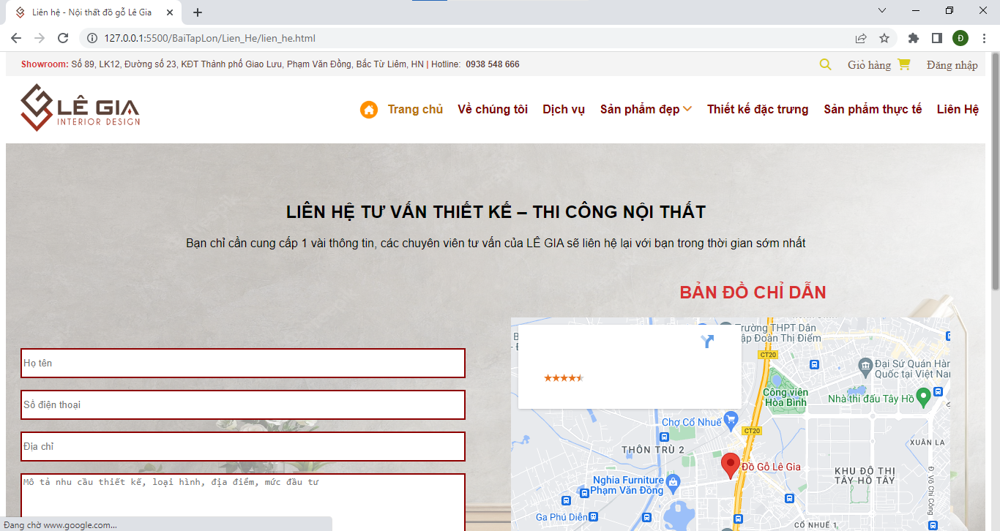 Liên hệ - Nội thất đồ gỗ Lê Gia
127.0.0.1:5500/BaiTapLon/Lien_He/lien_he.html
Đ
Showroom: Số 89, LK12, Đường số 23, KĐT Thành phố Giao Lưu, Phạm Văn Đồng, Bắc Từ Liêm, HN | Hotline: 0938 548 666
Giỏ hàng
Đăng nhập
LÊ GIA
INTERIOR DESIGN
Trang chủ Về chúng tôi Dịch vụ Sản phẩm đẹp Thiết kế đặc trưng Sản phẩm thực tế Liên Hệ
LIÊN HỆ TƯ VẤN THIẾT KẾ – THI CÔNG NỘI THẤT
Bạn chỉ cần cung cấp 1 vài thông tin, các chuyên viên tư vấn của LÊ GIA sẽ liên hệ lại với bạn trong thời gian sớm nhất
Họ tên
Số điện thoại
Địa chỉ
Mô tả nhu cầu thiết kế, loại hình, địa điểm, mức đầu tư
BẢN ĐỒ CHỈ DẪN
Trường THPT Dân
ập Đoàn Thị Điểm
CT20
Đại Sứ Quán Hàn
Quốc tại Việt Nam
Công viên
Hòa Bình
Nhà thi đấu Tây Hồ
Chợ Cổ Nhuế
CT20
XUÂN LA
THÔN TRÙ 2
Đồ Gỗ Lê Gia
KHU ĐÔ THỊ
TÂY HỒ TÂY
Nghia Furniture
Phạm Văn Đồng
Đ. Võ Chí Công
Ga Phú Diễn
CỔ NHUẾ 1
Đang chờ www.google.com...